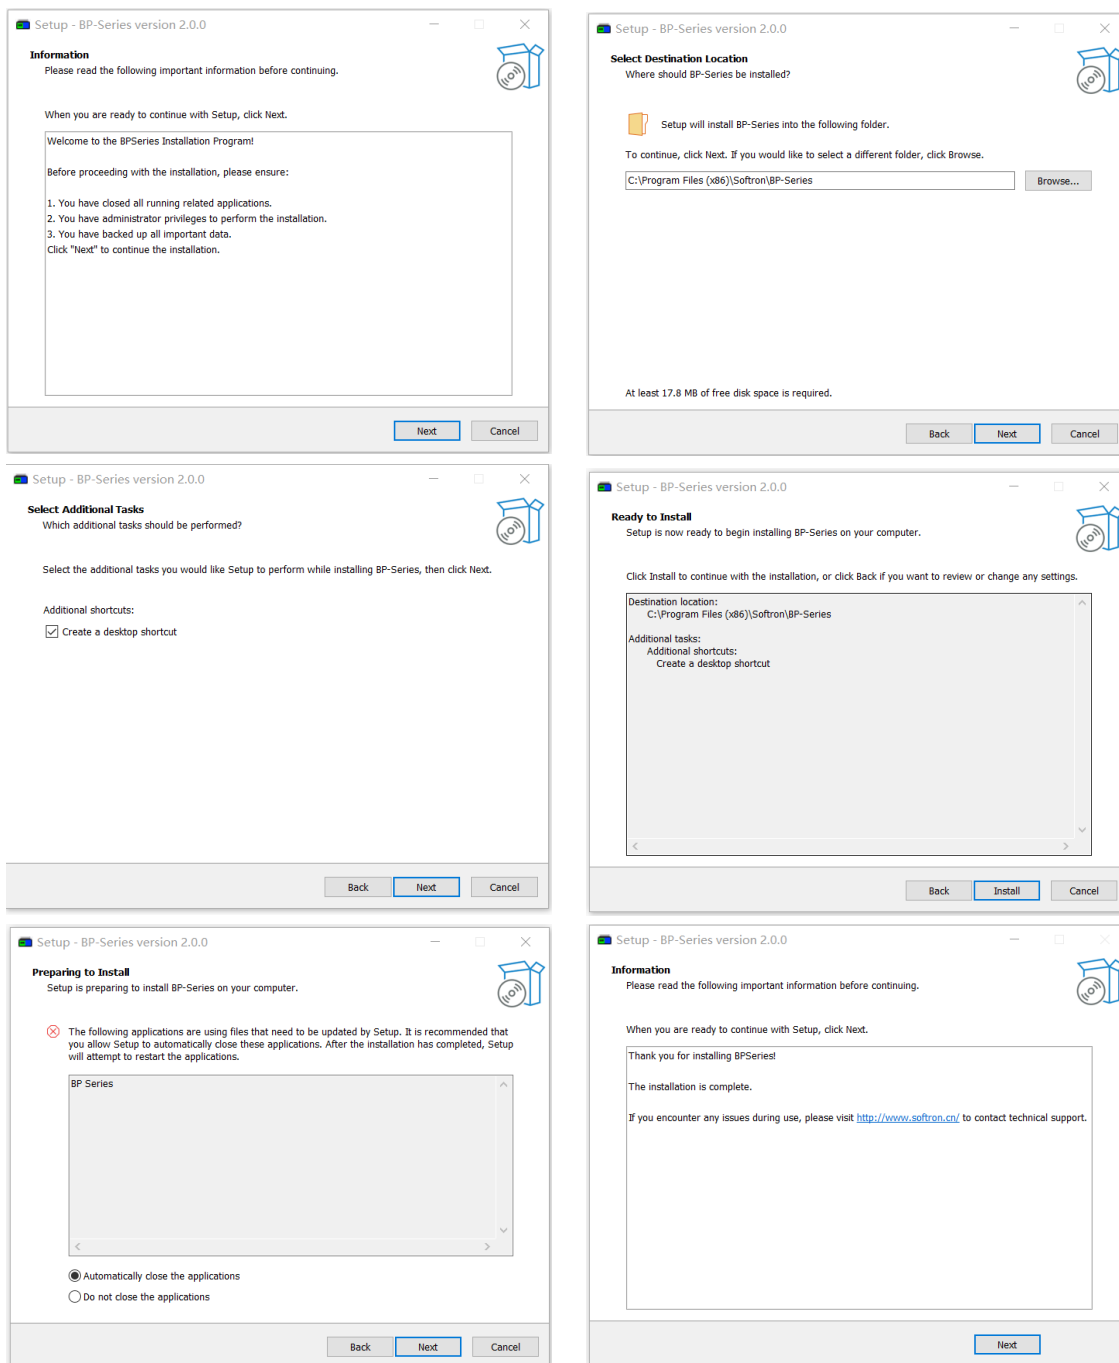 Setup - BP-Series version 2.0.0
Information
Please read the following important information before continuing.
When you are ready to continue with Setup, click Next.
Welcome to the BPSeries Installation Program!
Before proceeding with the installation, please ensure:
1. You have closed all running related applications.
2. You have administrator privileges to perform the installation.
3. You have backed up all important data.
Click "Next" to continue the installation.
Next
Cancel
Setup - BP-Series version 2.0.0
Select Destination Location
Where should BP-Series be installed?
Setup will install BP-Series into the following folder.
To continue, click Next. If you would like to select a different folder, click Browse.
C:\Program Files (x86)\Softron\BP-Series
Browse...
At least 17.8 MB of free disk space is required.
Back
Next
Cancel
Setup - BP-Series version 2.0.0
Select Additional Tasks
Which additional tasks should be performed?
Select the additional tasks you would like Setup to perform while installing BP-Series, then click Next.
Additional shortcuts:
Create a desktop shortcut
Back
Next
Cancel
Setup - BP-Series version 2.0.0
Ready to Install
Setup is now ready to begin installing BP-Series on your computer.
Click Install to continue with the installation, or click Back if you want to review or change any settings.
Destination location:
C:\Program Files (x86)\Softron\BP-Series
Additional tasks:
Additional shortcuts:
Create a desktop shortcut
Back
Install
Cancel
Setup - BP-Series version 2.0.0
Preparing to Install
Setup is preparing to install BP-Series on your computer.
The following applications are using files that need to be updated by Setup. It is recommended that
you allow Setup to automatically close these applications. After the installation has completed, Setup
will attempt to restart the applications.
BP Series
Automatically close the applications
Do not close the applications
Back
Next
Cancel
Setup - BP-Series version 2.0.0
Information
Please read the following important information before continuing.
When you are ready to continue with Setup, click Next.
Thank you for installing BPSeries!
The installation is complete.
If you encounter any issues during use, please visit http://www.softron.cn/ to contact technical support.
Next